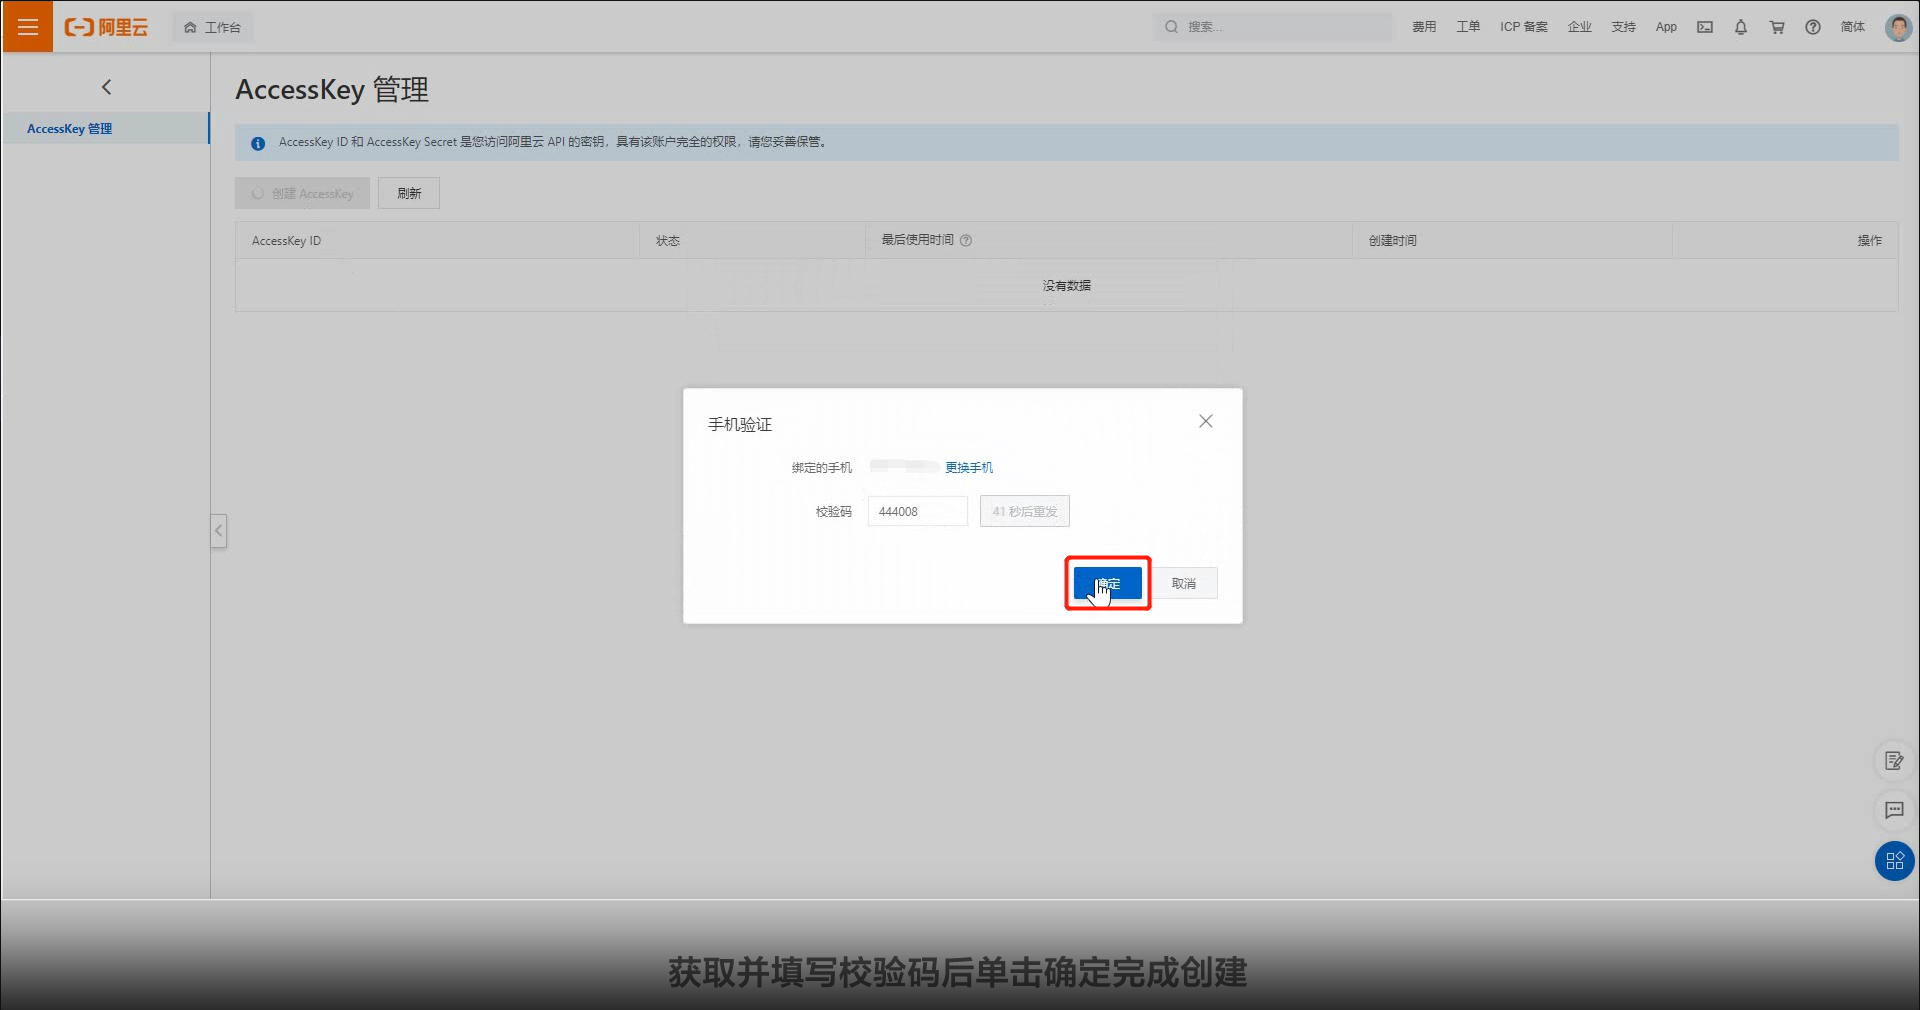 阿里云
工作台
搜索...
费用
工单
ICP 备案
企业
支持
App
简体
AccessKey 管理
AccessKey 管理
AccessKey ID 和 AccessKey Secret 是您访问阿里云 API 的密钥，具有该账户完全的权限，请您妥善保管。
创建 AccessKey
刷新
AccessKey ID
状态
最后使用时间
创建时间
操作
没有数据
手机验证
绑定的手机
更换手机
校验码
444008
41 秒后重发
确定
取消
获取并填写校验码后单击确定完成创建